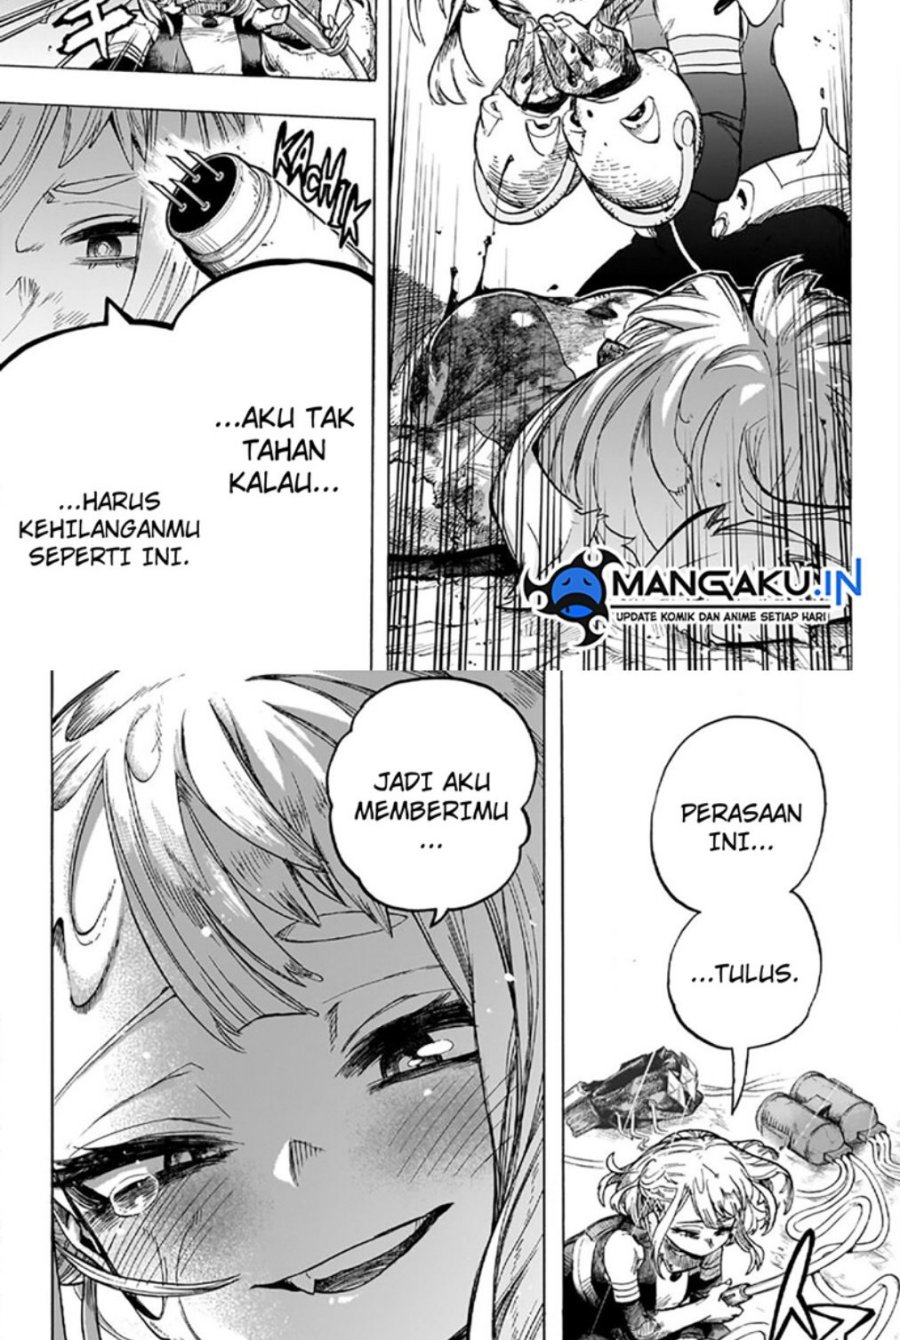 KACHIK
...AKU TAK
TAHAN
KALAU...
...HARUS
KEHILANGANMU
SEPERTI INI.
MANGAKU.IN
UPDATE KOMIK DAN ANIME SETIAP HARI
PERASAAN
INI...
...TULUS.
JADI AKU
MEMBERIMU
...